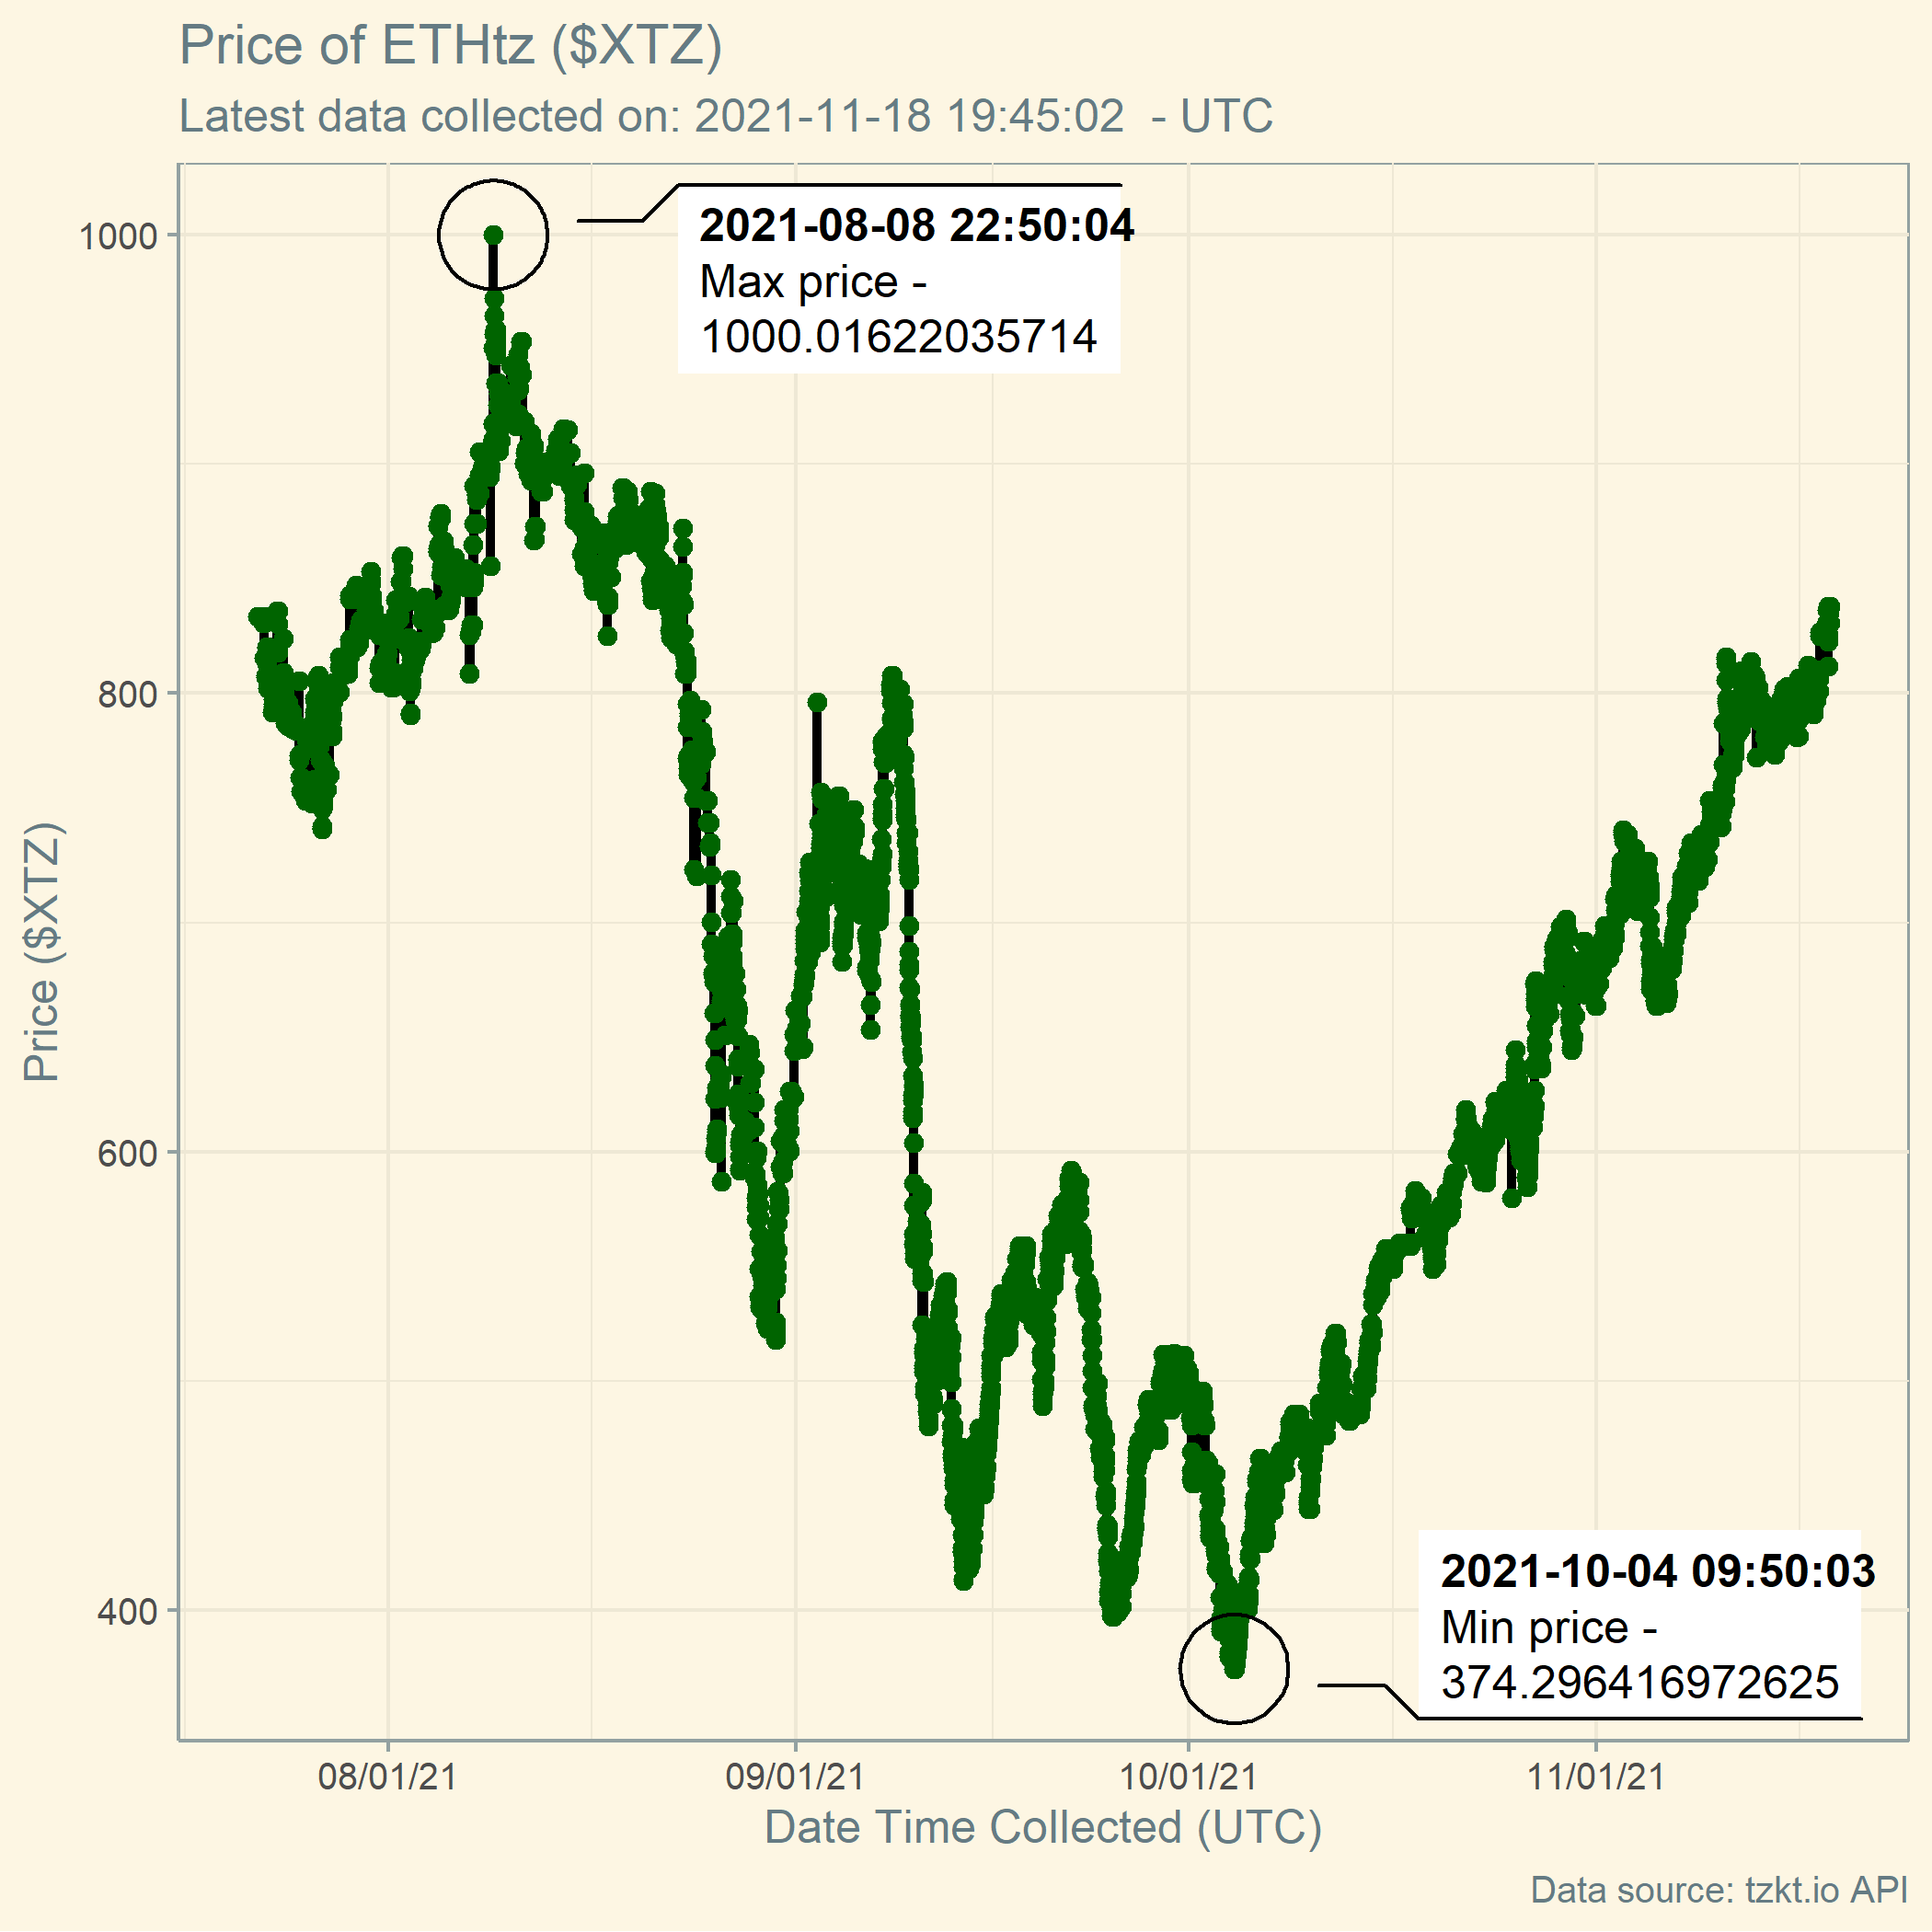 Price of ETHtz ($XTZ)
Latest data collected on: 2021-11-18 19:45:02  - UTC
2021-08-08 22:50:04
Max price -
1000.01622035714
1000
800
600
400
Price ($XTZ)
2021-10-04 09:50:03
Min price -
374.296416972625
08/01/21
09/01/21
10/01/21
11/01/21
Date Time Collected (UTC)
Data source: tzkt.io API